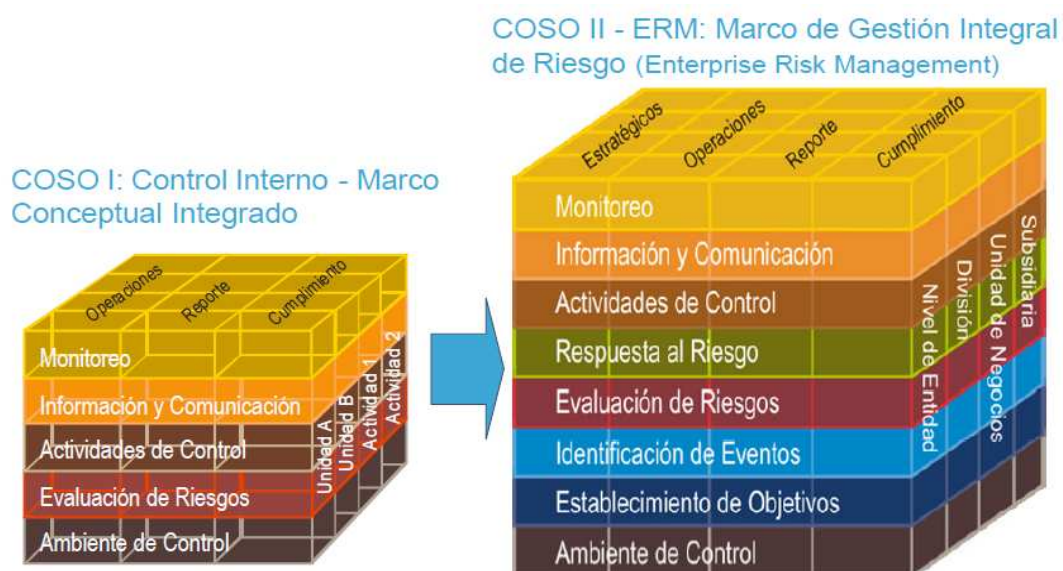 COSO II - ERM: Marco de Gestión Integral
de Riesgo (Enterprise Risk Management)
COSO I: Control Interno - Marco
Conceptual Integrado
Operaciones
Reporte
Cumplimiento
Monitoreo
Información y Comunicación
Actividades de Control
Evaluación de Riesgos
Ambiente de Control
Unidad A
Unidad B
Actividad 1
Actividad 2
Estratégicos
Operaciones
Reporte
Cumplimiento
Monitoreo
Información y Comunicación
Actividades de Control
Respuesta al Riesgo
Evaluación de Riesgos
Identificación de Eventos
Establecimiento de Objetivos
Ambiente de Control
Nivel de Entidad
División
Unidad de Negocios
Subsidiaria